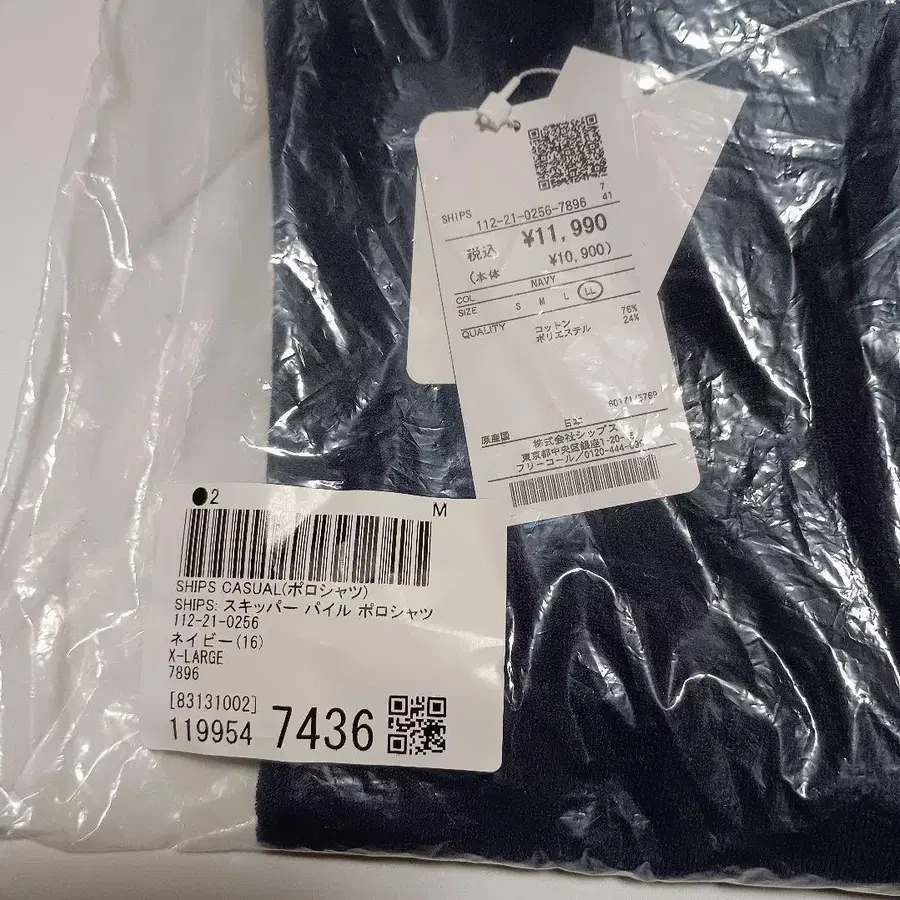 SHIPS
7
41
112-21-0256-7896
税込 ¥11,990
(本体 ¥10,900)
COL NAVY
SIZE S M L LL
QUALITY コットン 76%
ポリエステル 24%
原産国
株式会社シップス
東京都中央区銀座1-20-
フリーコール/0120-444-
●2 M
SHIPS CASUAL(ポロシャツ)
SHIPS: スキッパー パイル ポロシャツ
112-21-0256
ネイビー(16)
X-LARGE
7896
[83131002]
119954 7436